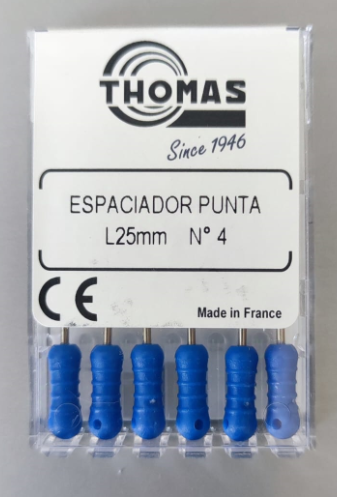 THOMAS
Since 1946
ESPACIADOR PUNTA
L25mm N° 4
CE
Made in France